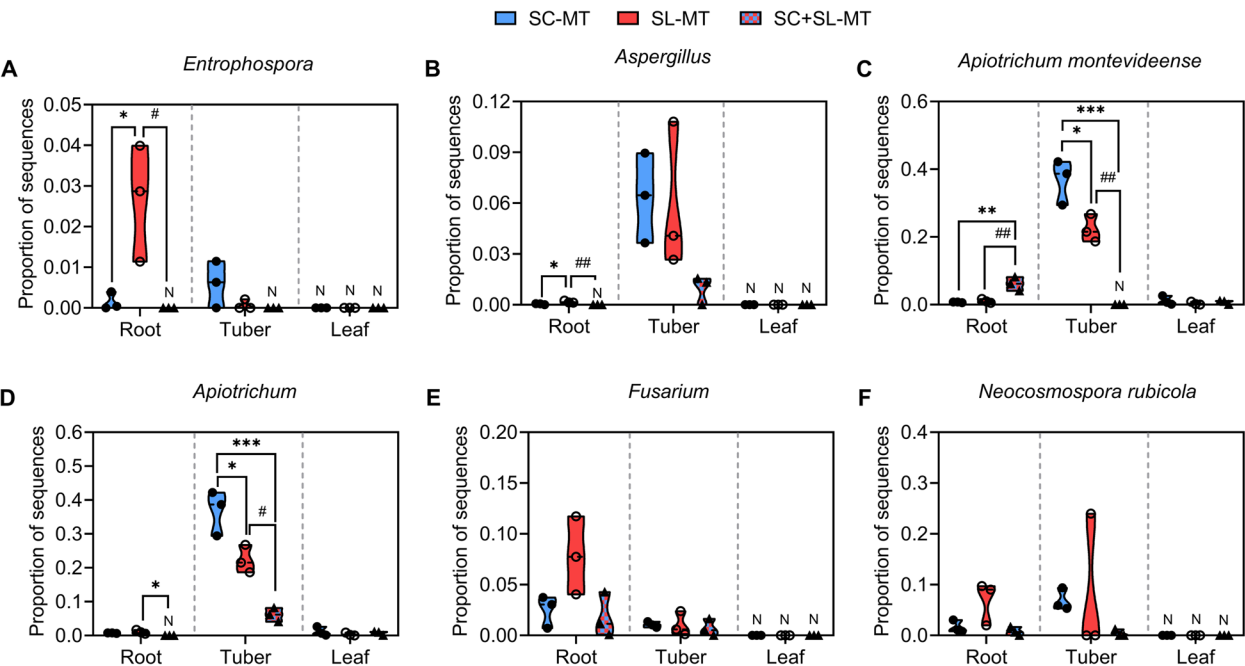 SC-MT SL-MT SC+SL-MT
A Entrophospora
Proportion of sequences
0.05
0.04
0.03
0.02
0.01
0.00
* #
N N N N N
Root Tuber Leaf
B Aspergillus
Proportion of sequences
0.12
0.09
0.06
0.03
0.00
* ##
N N N N
Root Tuber Leaf
C Apiotrichum montevideense
Proportion of sequences
0.6
0.4
0.2
0.0
***
*
##
**
##
N
Root Tuber Leaf
D Apiotrichum
Proportion of sequences
0.6
0.5
0.4
0.3
0.2
0.1
0.0
***
*
#
*
N
Root Tuber Leaf
E Fusarium
Proportion of sequences
0.20
0.15
0.10
0.05
0.00
N N N
Root Tuber Leaf
F Neocosmospora rubicola
Proportion of sequences
0.4
0.3
0.2
0.1
0.0
N N N
Root Tuber Leaf